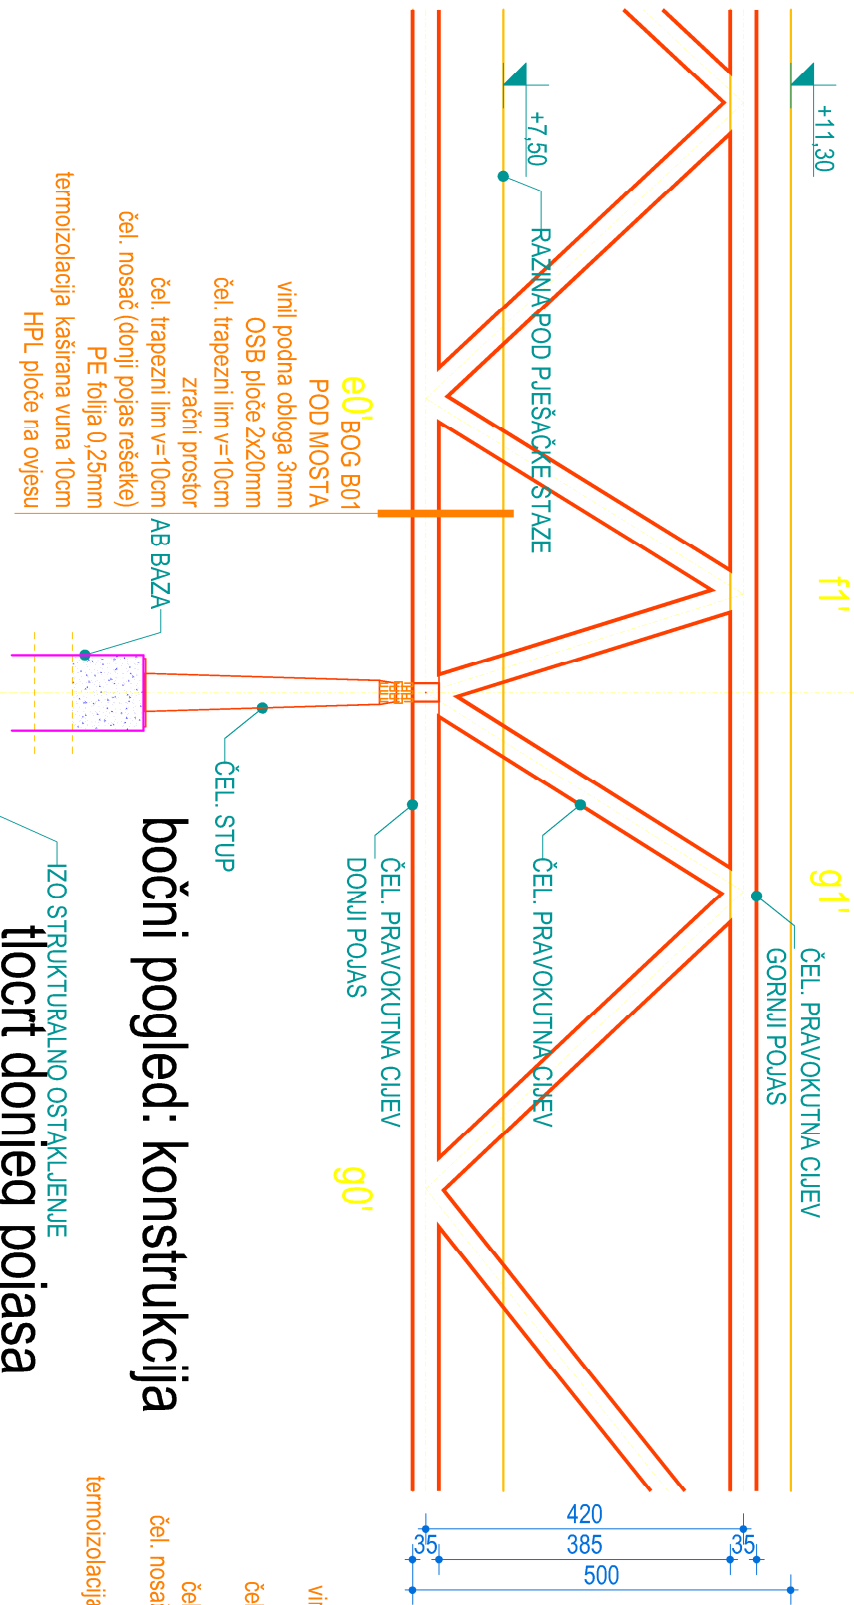 +11,30
+7,50
RAZINA POD PJEŠAČKE STAZE
f1'
g1'
ČEL. PRAVOKUTNA CIJEV
GORNJI POJAS
ČEL. PRAVOKUTNA CIJEV
ČEL. PRAVOKUTNA CIJEV
DONJI POJAS
e0'
BOG B01
POD MOSTA
vinil podna obloga 3mm
OSB ploče 2x20mm
čel. trapezni lim v=10cm
zračni prostor
čel. trapezni lim v=10cm
čel. nosač (donji pojas rešetke)
PE folija 0,25mm
termoizolacija kaširana vuna 10cm
HPL ploče na ovjesu
g0'
AB BAZA
ČEL. STUP
bočni pogled: konstrukcija
IZO STRUKTURALNO OSTAKLJENJE
tlocrt donjeg pojasa
420
35
385
35
500
čel. nosa
termoizolacija